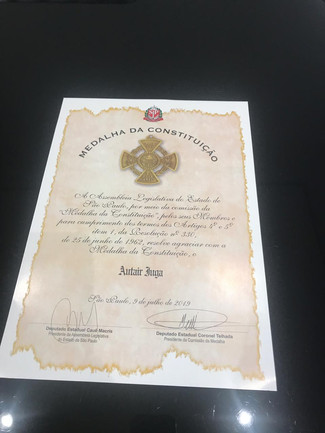 MEDALHA DA CONSTITUIÇÃO
A Assembleia Legislativa do Estado de
São Paulo, por meio da comissão da
"Medalha da Constituição", pelos seus Membros e
para cumprimento dos termos dos Artigos 4º e 5º
item 1, da Resolução nº 330,
de 25 de junho de 1962, resolve agraciar com a
Medalha da Constituição, o
Autair Iuga
São Paulo, 9 de julho de 2019
Deputado Estadual Cauê Macris
Presidente da Assembleia Legislativa
do Estado de São Paulo
Deputado Estadual Coronel Telhada
Presidente da Comissão da Medalha